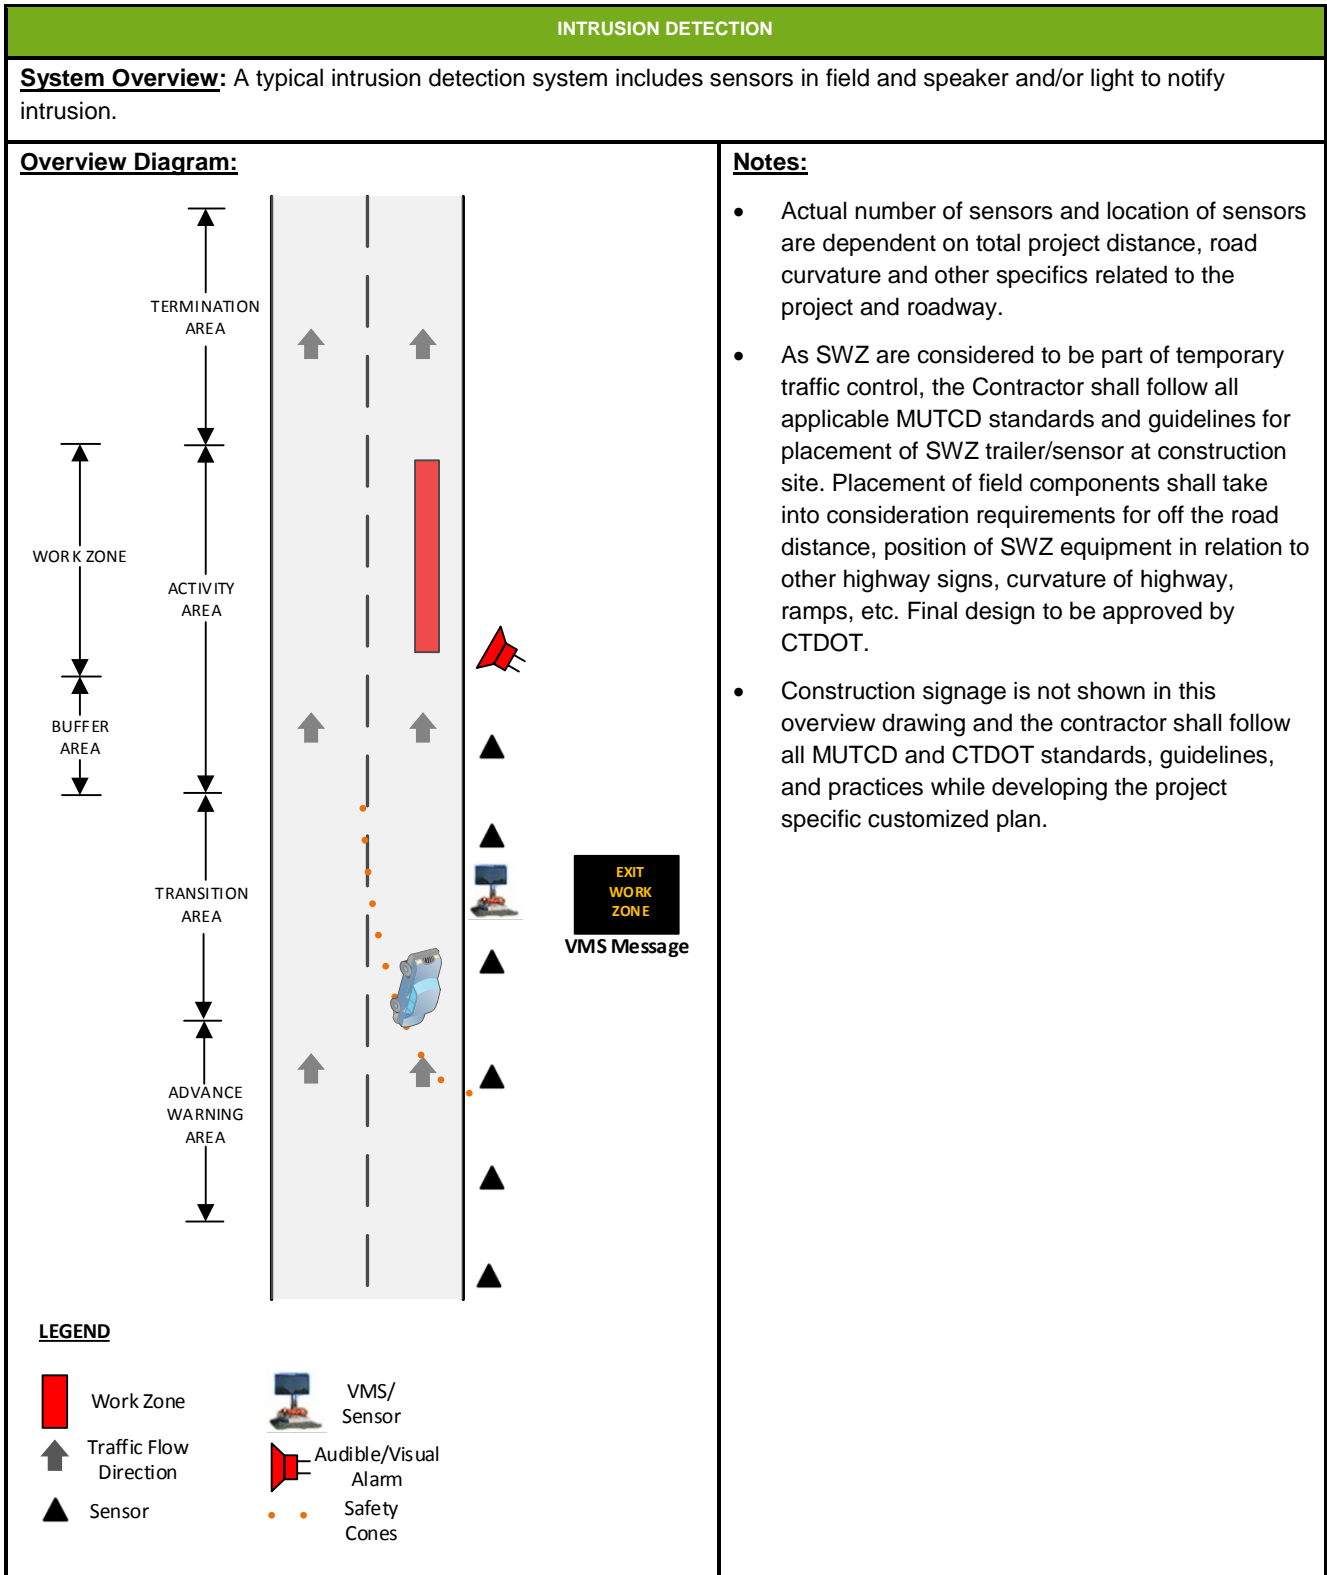 INTRUSION DETECTION
System Overview: A typical intrusion detection system includes sensors in field and speaker and/or light to notify
intrusion.
Overview Diagram:
TERMINATION
AREA
WORK ZONE
ACTIVITY
AREA
BUFFER
AREA
TRANSITION
AREA
ADVANCE
WARNING
AREA
EXIT
WORK
ZONE
VMS Message
LEGEND
Work Zone
Traffic Flow
Direction
Sensor
VMS/
Sensor
Audible/Visual
Alarm
Safety
Cones
Notes:
• Actual number of sensors and location of sensors
are dependent on total project distance, road
curvature and other specifics related to the
project and roadway.
• As SWZ are considered to be part of temporary
traffic control, the Contractor shall follow all
applicable MUTCD standards and guidelines for
placement of SWZ trailer/sensor at construction
site. Placement of field components shall take
into consideration requirements for off the road
distance, position of SWZ equipment in relation to
other highway signs, curvature of highway,
ramps, etc. Final design to be approved by
CTDOT.
• Construction signage is not shown in this
overview drawing and the contractor shall follow
all MUTCD and CTDOT standards, guidelines,
and practices while developing the project
specific customized plan.